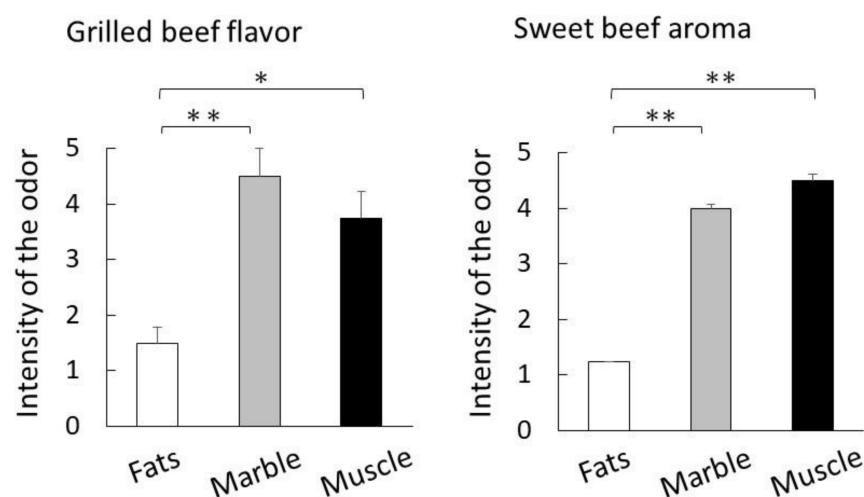 Grilled beef flavor
*
**
Intensity of the odor
5
4
3
2
1
0
Fats
Marble
Muscle
Sweet beef aroma
**
**
Intensity of the odor
5
4
3
2
1
0
Fats
Marble
Muscle